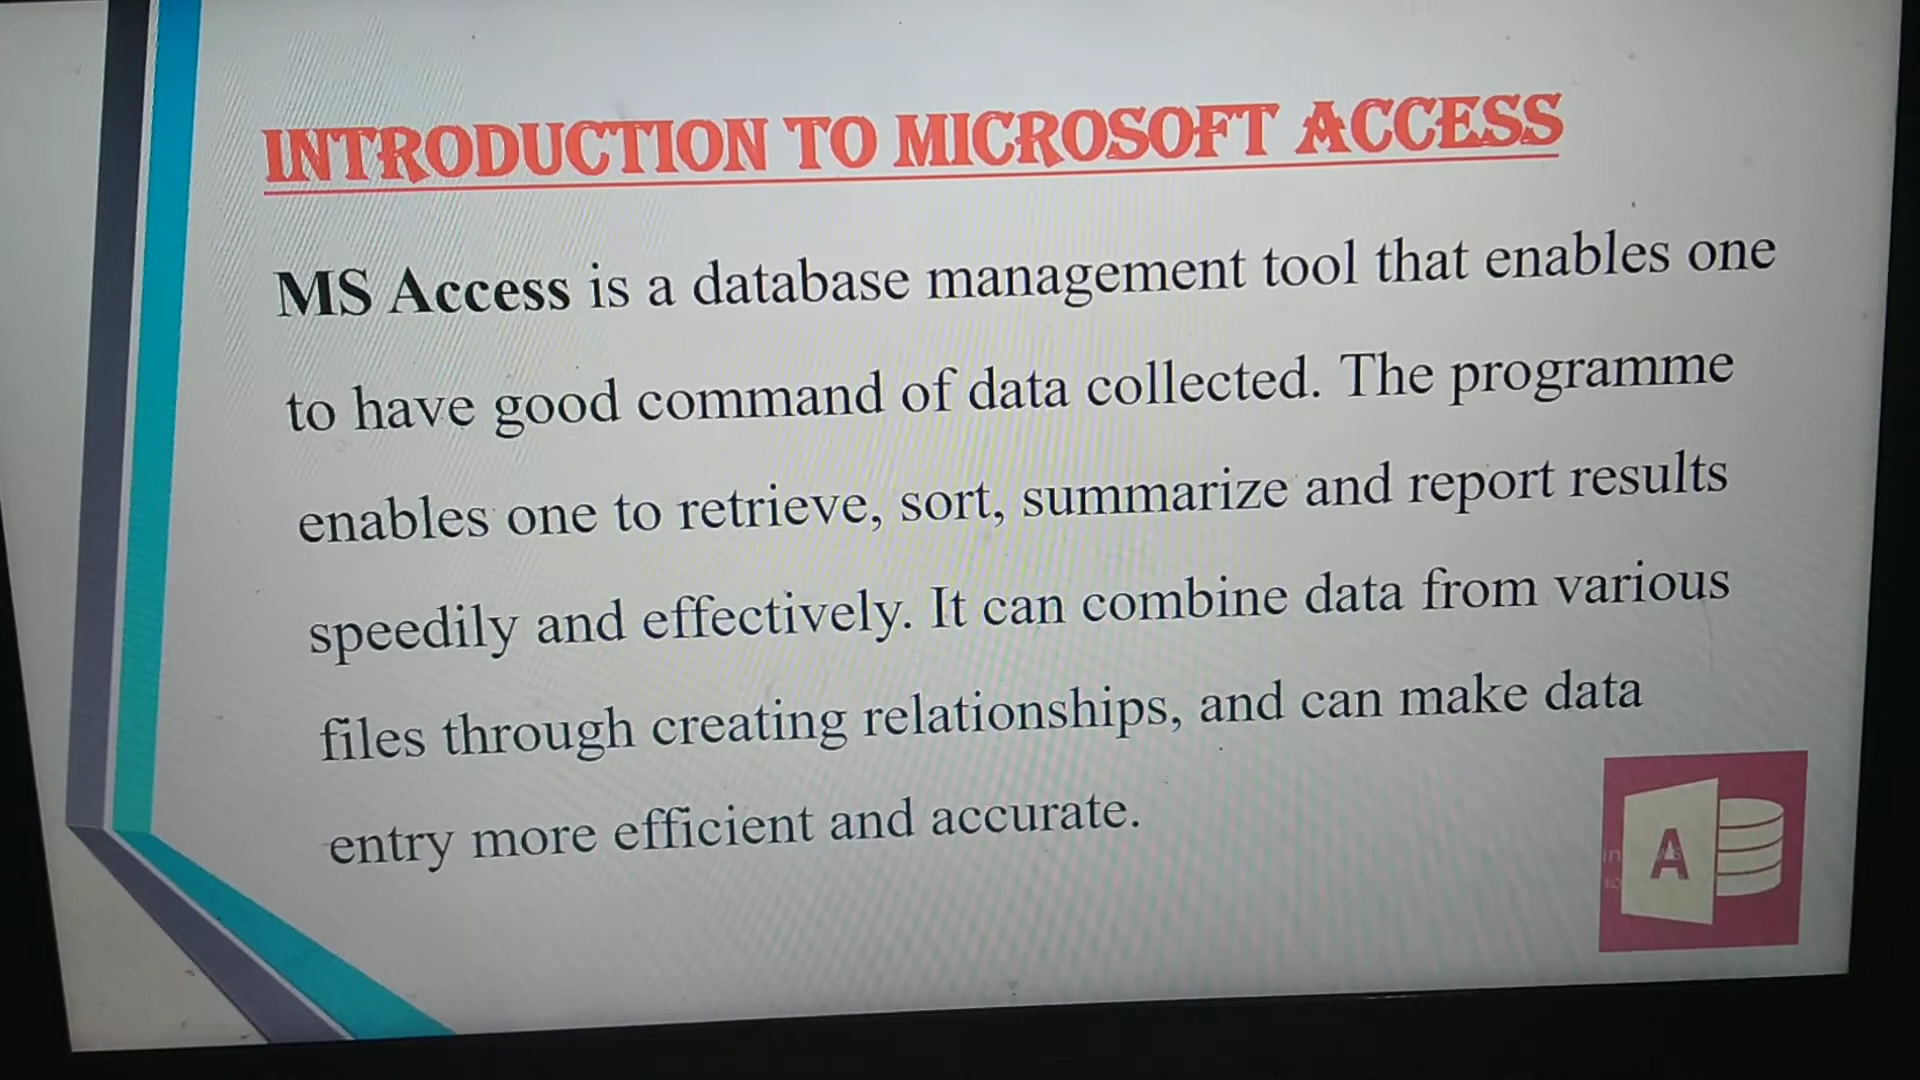 INTRODUCTION TO MICROSOFT ACCESS
MS Access is a database management tool that enables one
to have good command of data collected. The programme
enables one to retrieve, sort, summarize and report results
speedily and effectively. It can combine data from various
files through creating relationships, and can make data
entry more efficient and accurate.
A